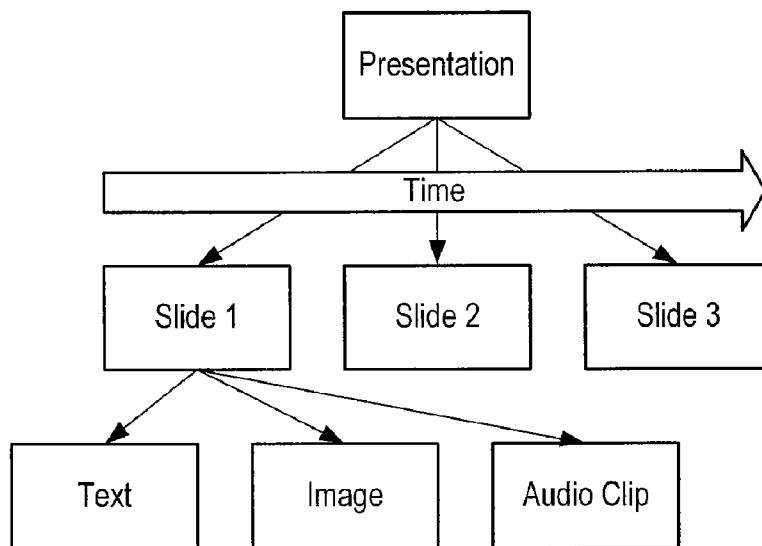 Presentation
Time
Slide 1
Slide 2
Slide 3
Text
Image
Audio Clip